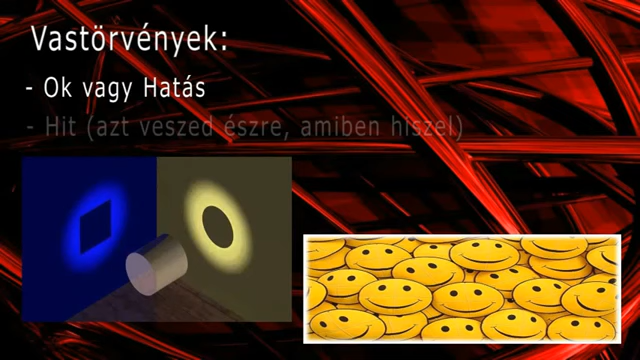 Vastörvények:
- Ok vagy Hatás
- Hit (azt veszed észre, amiben hiszel)